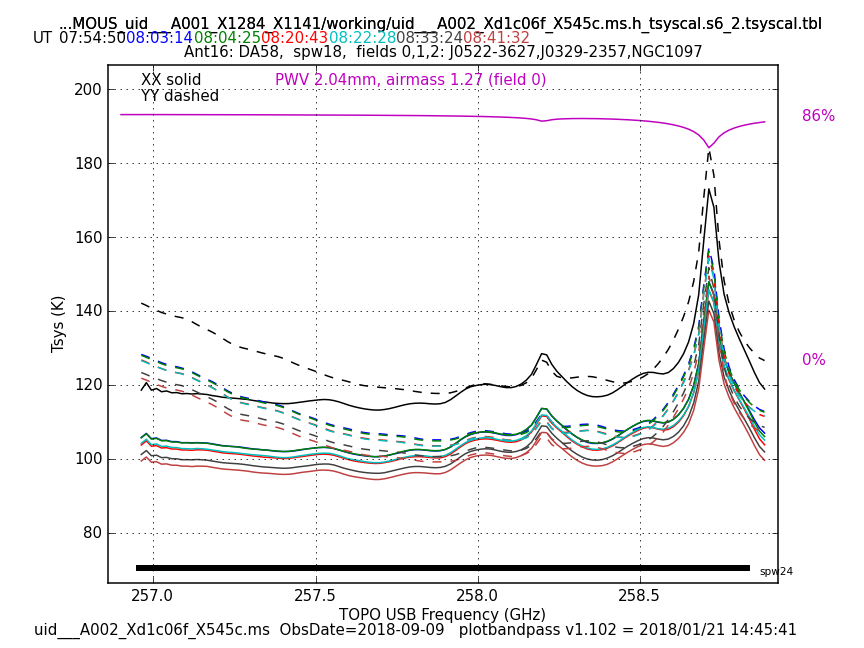 ...MOUS_uid___A001_X1284_X1141/working/uid___A002_Xd1c06f_X545c.ms.h_tsyscal.s6_2.tsyscal.tbl
UT 07:54:50 08:03:14 08:04:25 08:20:43 08:22:28 08:33:24 08:41:32
Ant16: DA58, spw18, fields 0,1,2: J0522-3627,J0329-2357,NGC1097
XX solid
PWV 2.04mm, airmass 1.27 (field 0)
YY dashed
200
180
160
140
120
100
80
86%
0%
Tsys (K)
spw24
257.0 257.5 258.0 258.5
TOPO USB Frequency (GHz)
uid___A002_Xd1c06f_X545c.ms ObsDate=2018-09-09 plotbandpass v1.102 = 2018/01/21 14:45:41